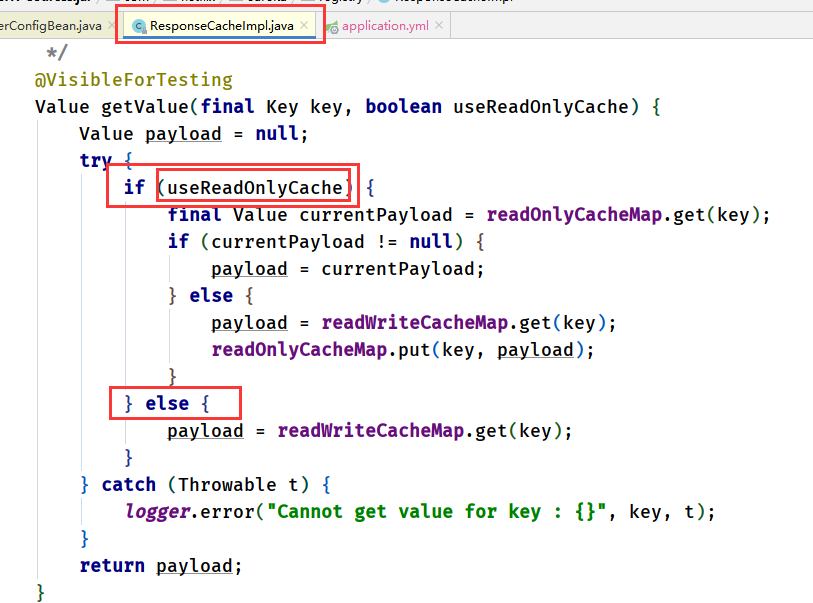 erConfigBean.java ResponseCacheImpl.java application.yml
*/
@VisibleForTesting
Value getValue(final Key key, boolean useReadOnlyCache) {
Value payload = null;
try {
if (useReadOnlyCache) {
final Value currentPayload = readOnlyCacheMap.get(key);
if (currentPayload != null) {
payload = currentPayload;
} else {
payload = readWriteCacheMap.get(key);
readOnlyCacheMap.put(key, payload);
}
} else {
payload = readWriteCacheMap.get(key);
}
} catch (Throwable t) {
logger.error("Cannot get value for key : {}", key, t);
}
return payload;
}